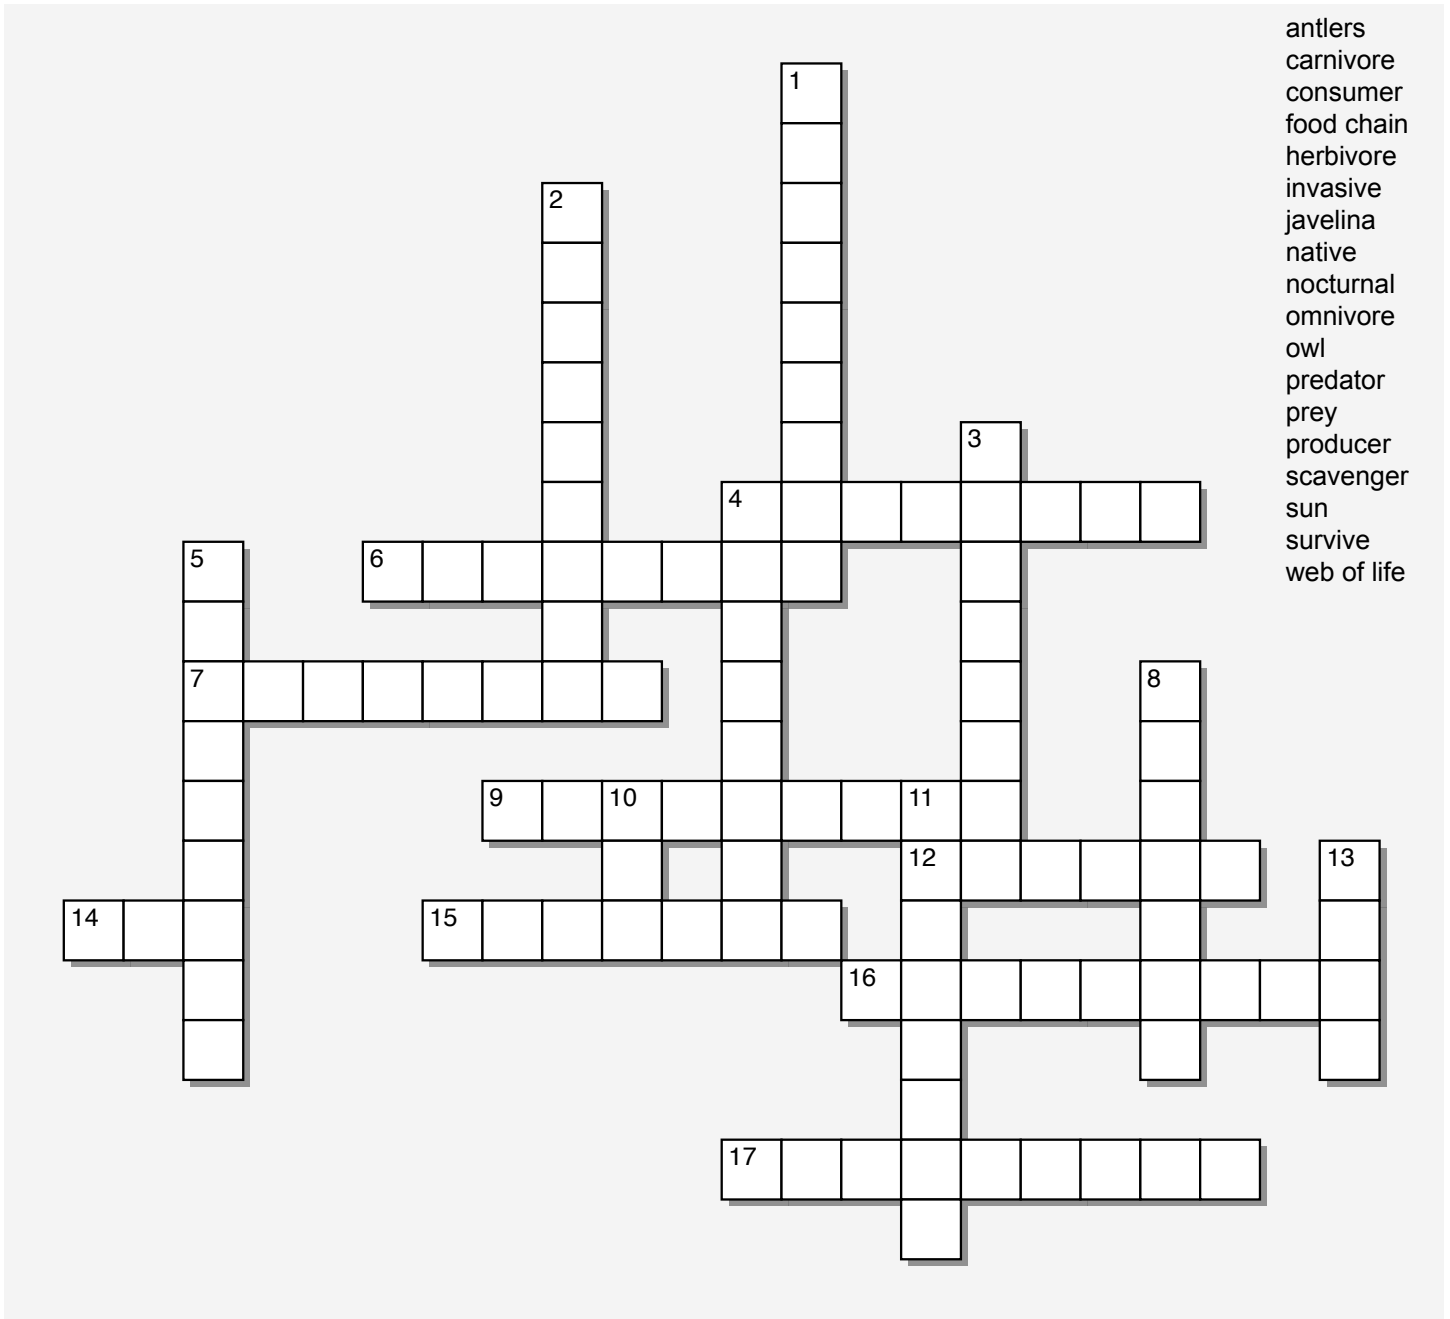 antlers
carnivore
consumer
food chain
herbivore
invasive
javelina
native
nocturnal
omnivore
owl
predator
prey
producer
scavenger
sun
survive
web of life
1
2
3
4
5
6
7
8
9 10 11
12
13
14
15
16
17